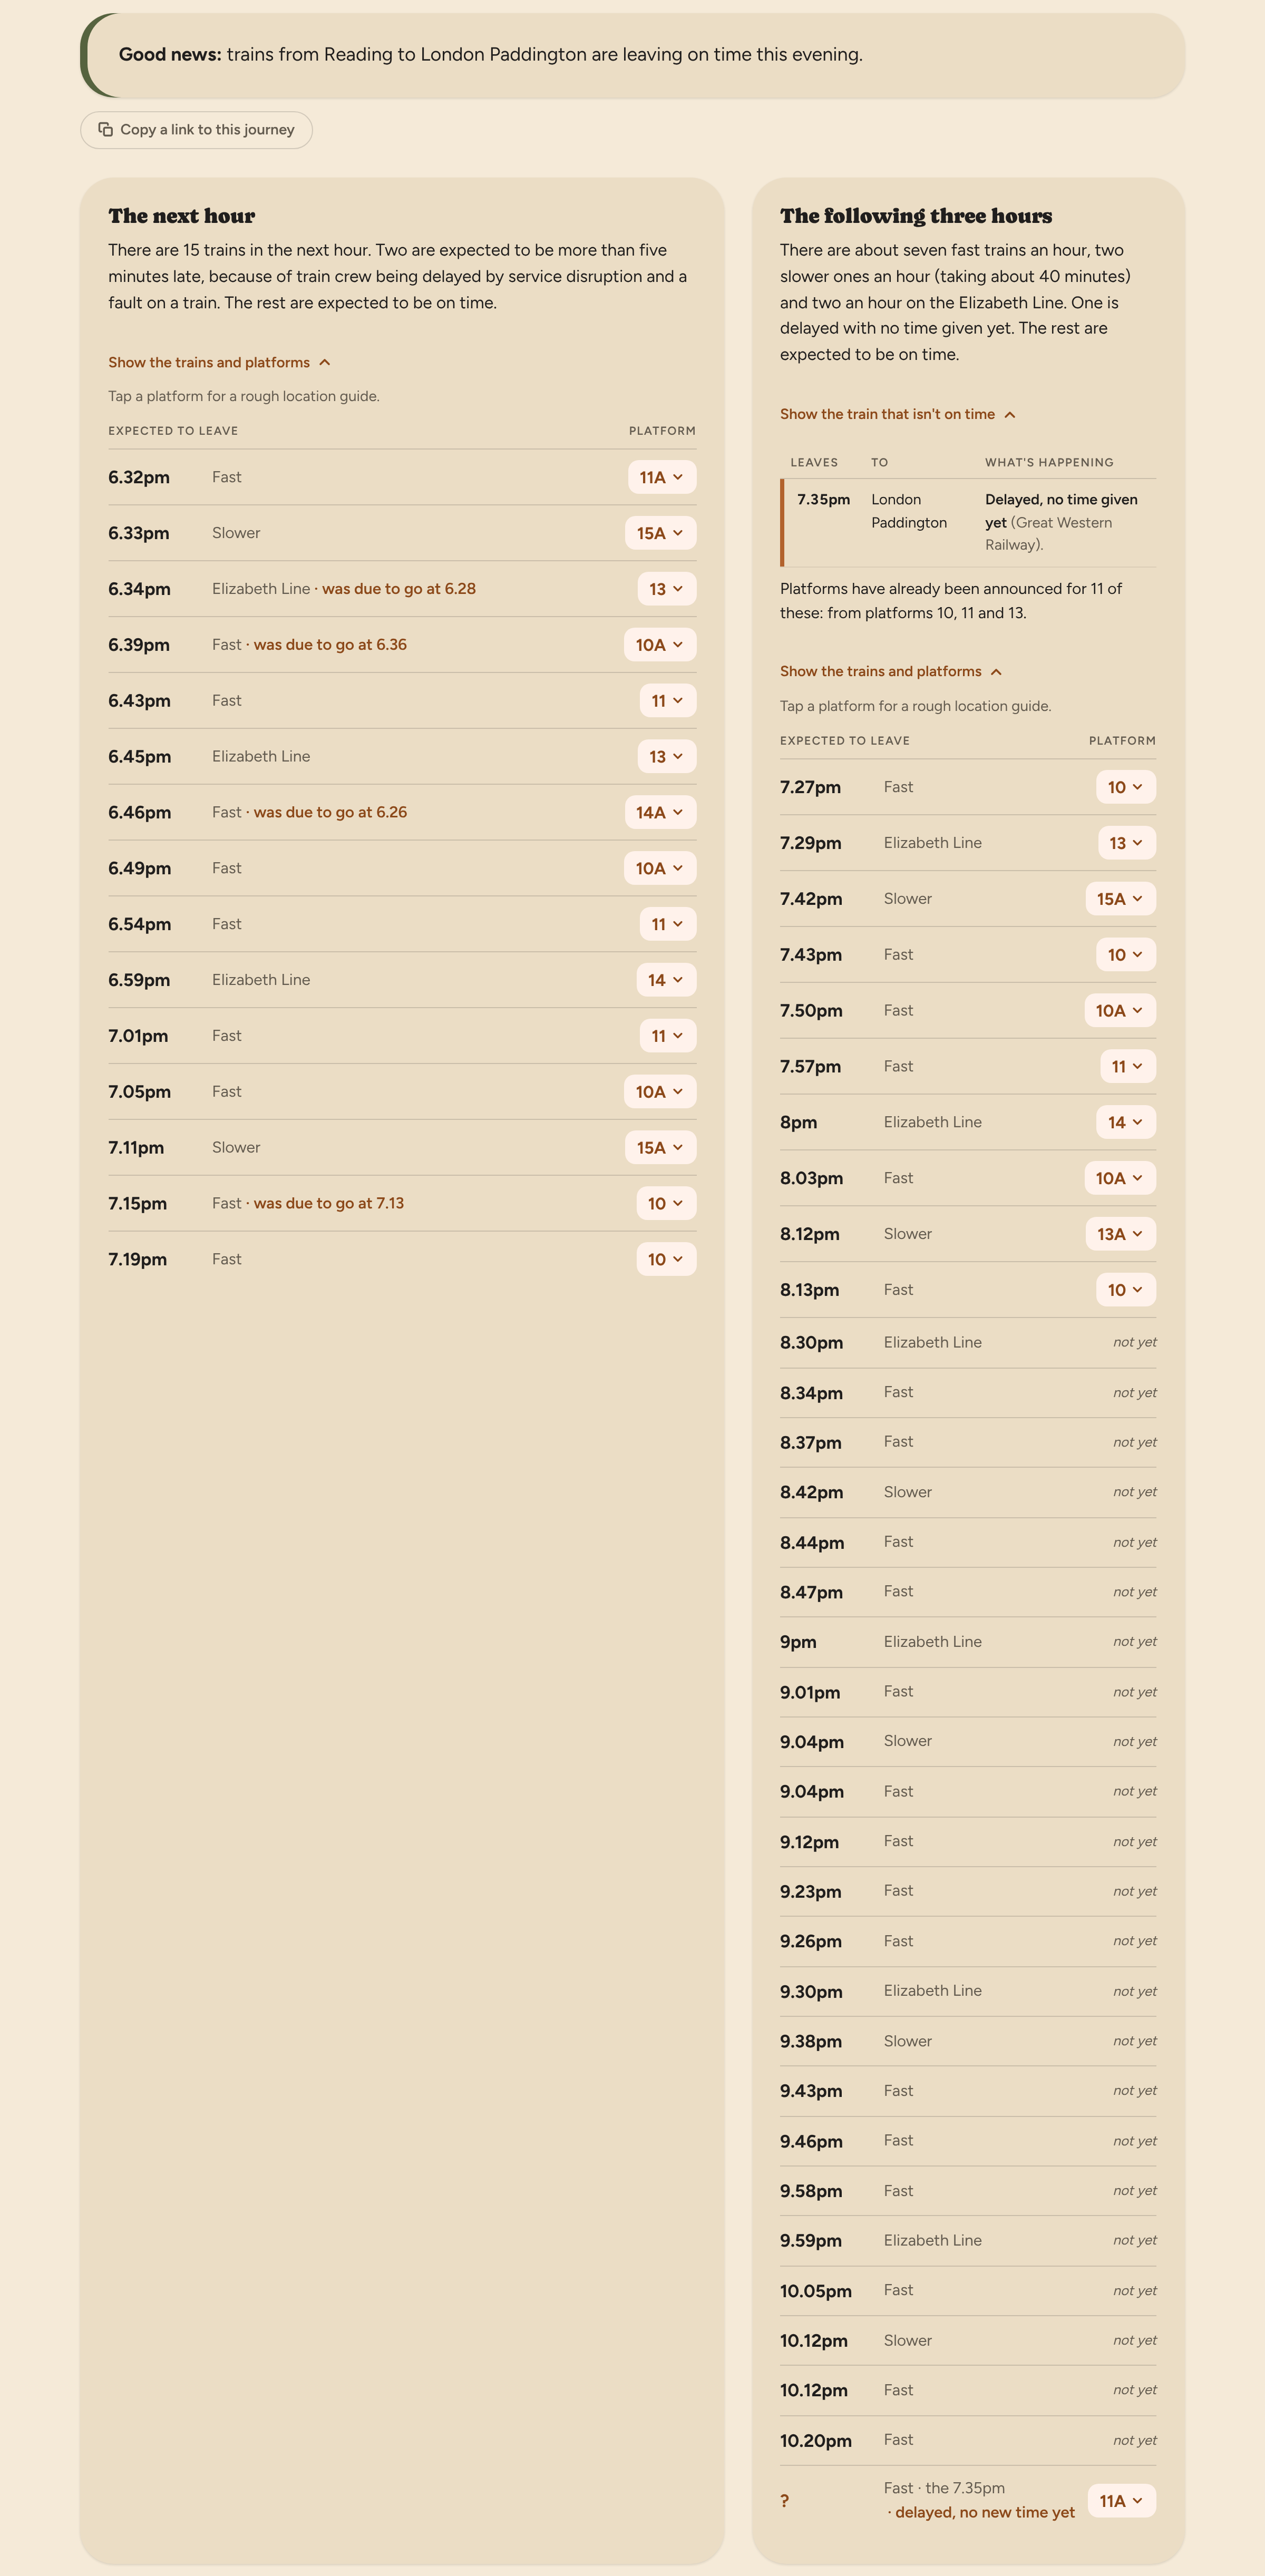 Good news: trains from Reading to London Paddington are leaving on time this evening.
Copy a link to this journey
The next hour
There are 15 trains in the next hour. Two are expected to be more than five
minutes late, because of train crew being delayed by service disruption and a
fault on a train. The rest are expected to be on time.
Show the trains and platforms
Tap a platform for a rough location guide.
EXPECTED TO LEAVE PLATFORM
6.32pm Fast 11A
6.33pm Slower 15A
6.34pm Elizabeth Line · was due to go at 6.28 13
6.39pm Fast · was due to go at 6.36 10A
6.43pm Fast 11
6.45pm Elizabeth Line 13
6.46pm Fast · was due to go at 6.26 14A
6.49pm Fast 10A
6.54pm Fast 11
6.59pm Elizabeth Line 14
7.01pm Fast 11
7.05pm Fast 10A
7.11pm Slower 15A
7.15pm Fast · was due to go at 7.13 10
7.19pm Fast 10
The following three hours
There are about seven fast trains an hour, two
slower ones an hour (taking about 40 minutes)
and two an hour on the Elizabeth Line. One is
delayed with no time given yet. The rest are
expected to be on time.
Show the train that isn't on time
LEAVES TO WHAT'S HAPPENING
7.35pm London Delayed, no time given
Paddington yet (Great Western
Railway).
Platforms have already been announced for 11 of
these: from platforms 10, 11 and 13.
Show the trains and platforms
Tap a platform for a rough location guide.
EXPECTED TO LEAVE PLATFORM
7.27pm Fast 10
7.29pm Elizabeth Line 13
7.42pm Slower 15A
7.43pm Fast 10
7.50pm Fast 10A
7.57pm Fast 11
8pm Elizabeth Line 14
8.03pm Fast 10A
8.12pm Slower 13A
8.13pm Fast 10
8.30pm Elizabeth Line not yet
8.34pm Fast not yet
8.37pm Fast not yet
8.42pm Slower not yet
8.44pm Fast not yet
8.47pm Fast not yet
9pm Elizabeth Line not yet
9.01pm Fast not yet
9.04pm Slower not yet
9.04pm Fast not yet
9.12pm Fast not yet
9.23pm Fast not yet
9.26pm Fast not yet
9.30pm Elizabeth Line not yet
9.38pm Slower not yet
9.43pm Fast not yet
9.46pm Fast not yet
9.58pm Fast not yet
9.59pm Elizabeth Line not yet
10.05pm Fast not yet
10.12pm Slower not yet
10.12pm Fast not yet
10.20pm Fast not yet
? Fast · the 7.35pm
· delayed, no new time yet 11A